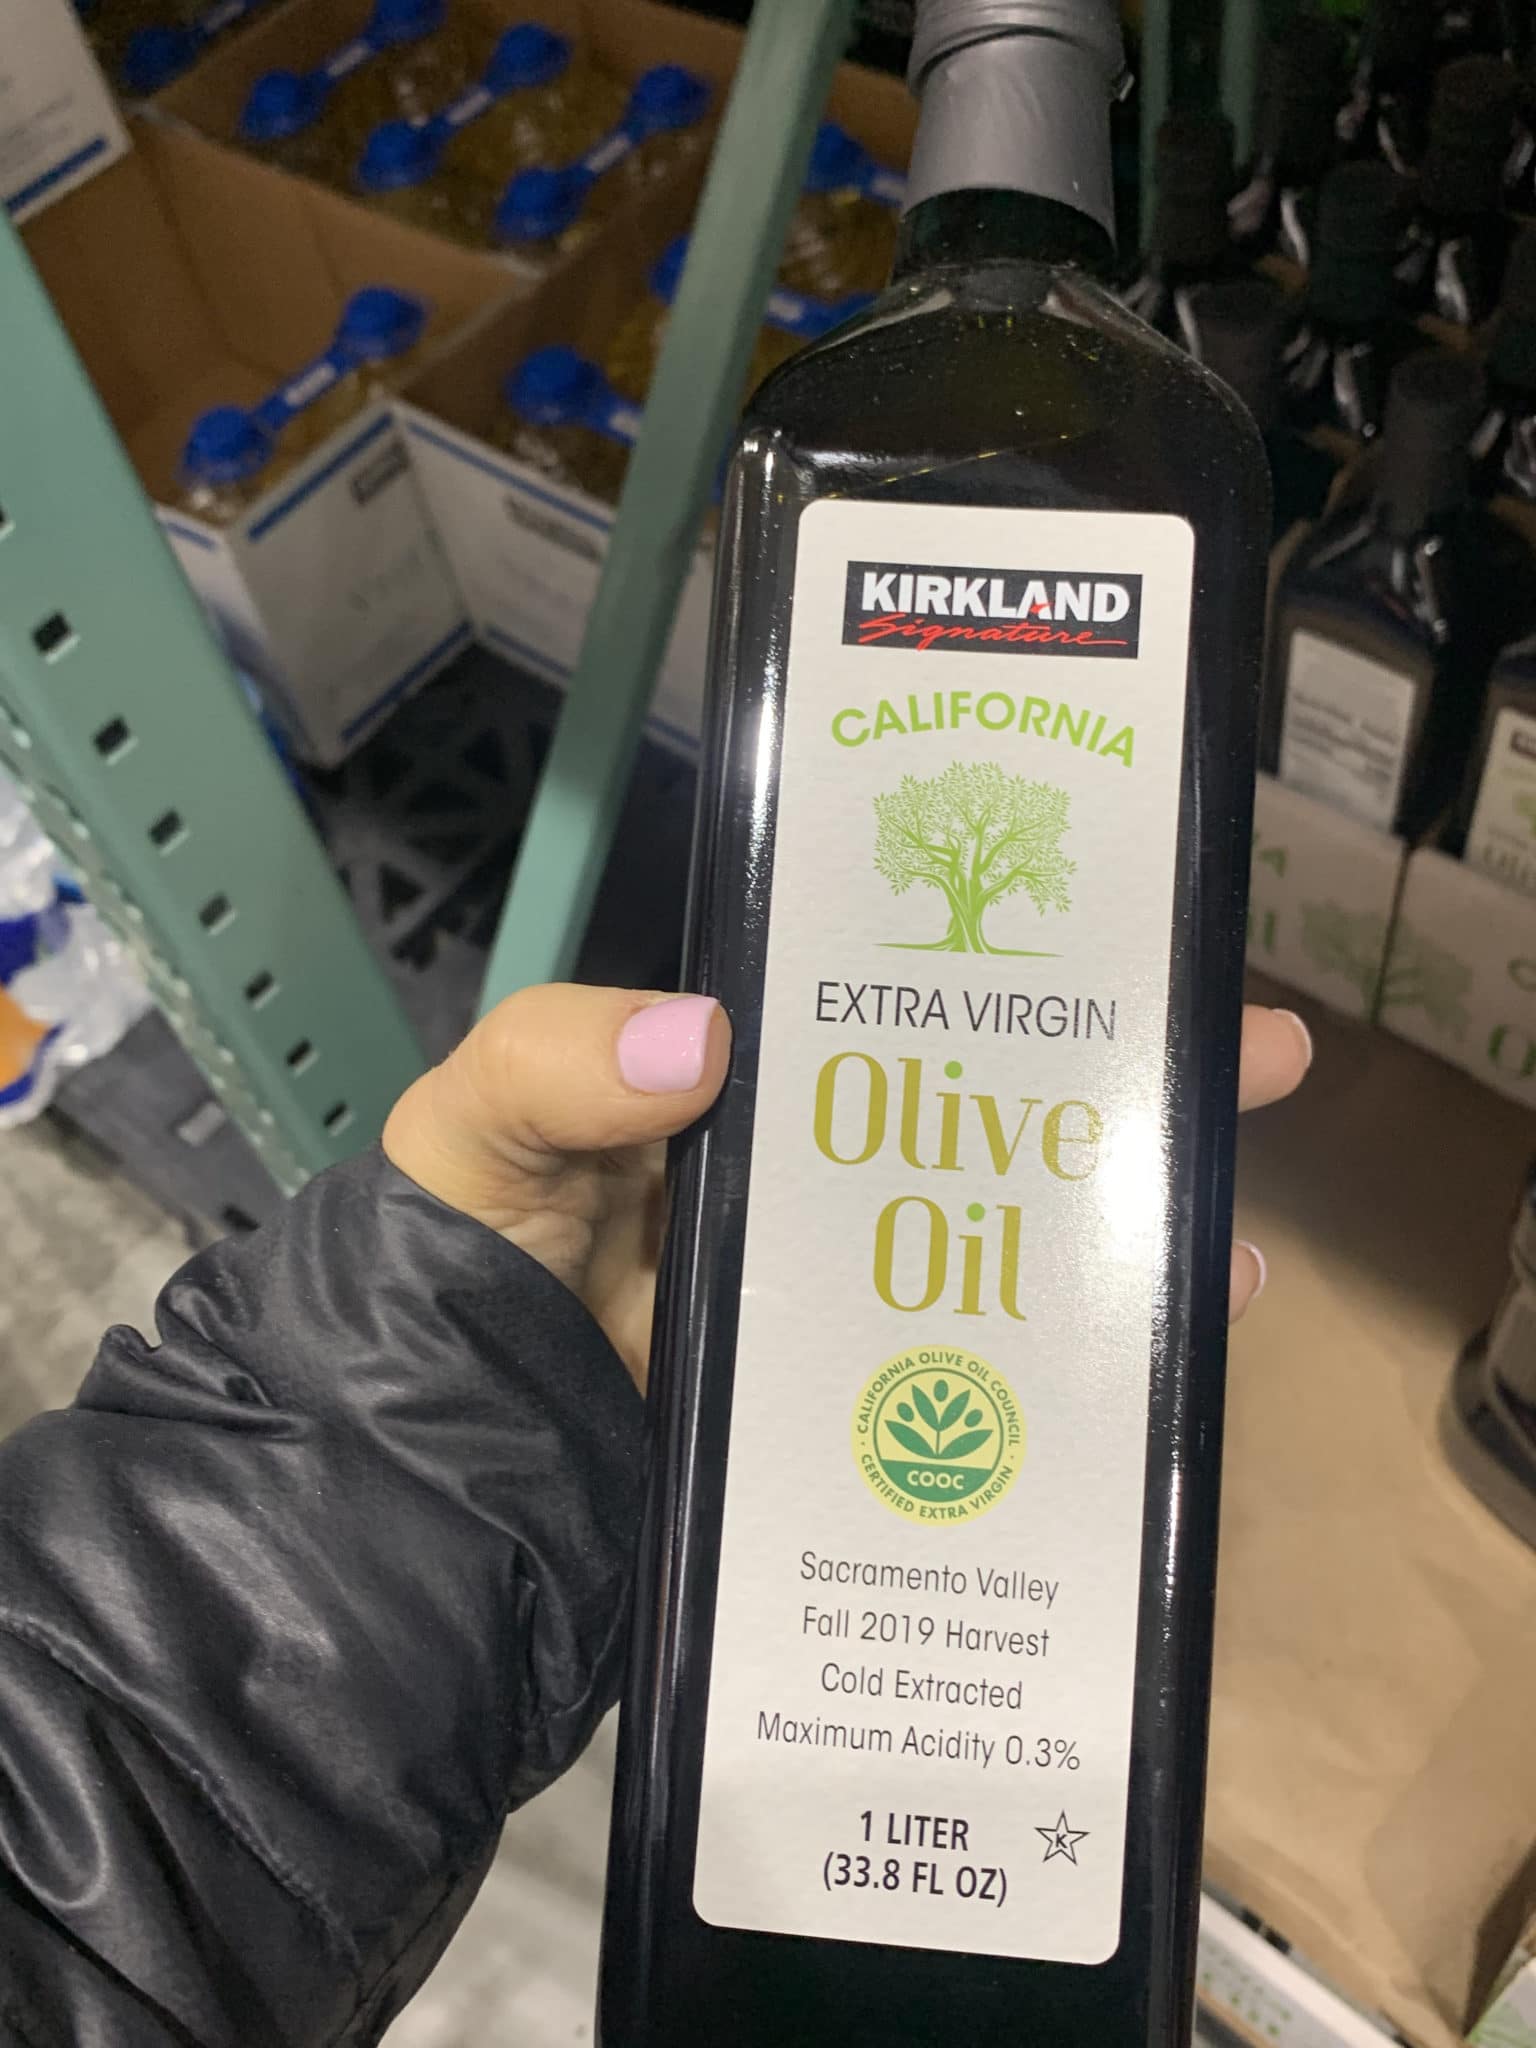 KIRKLAND
Signature
CALIFORNIA
EXTRA VIRGIN
Olive
Oil
CALIFORNIA OLIVE OIL COUNCIL
COOC
CERTIFIED EXTRA VIRGIN
Sacramento Valley
Fall 2019 Harvest
Cold Extracted
Maximum Acidity 0.3%
1 LITER
(33.8 FL OZ)
K